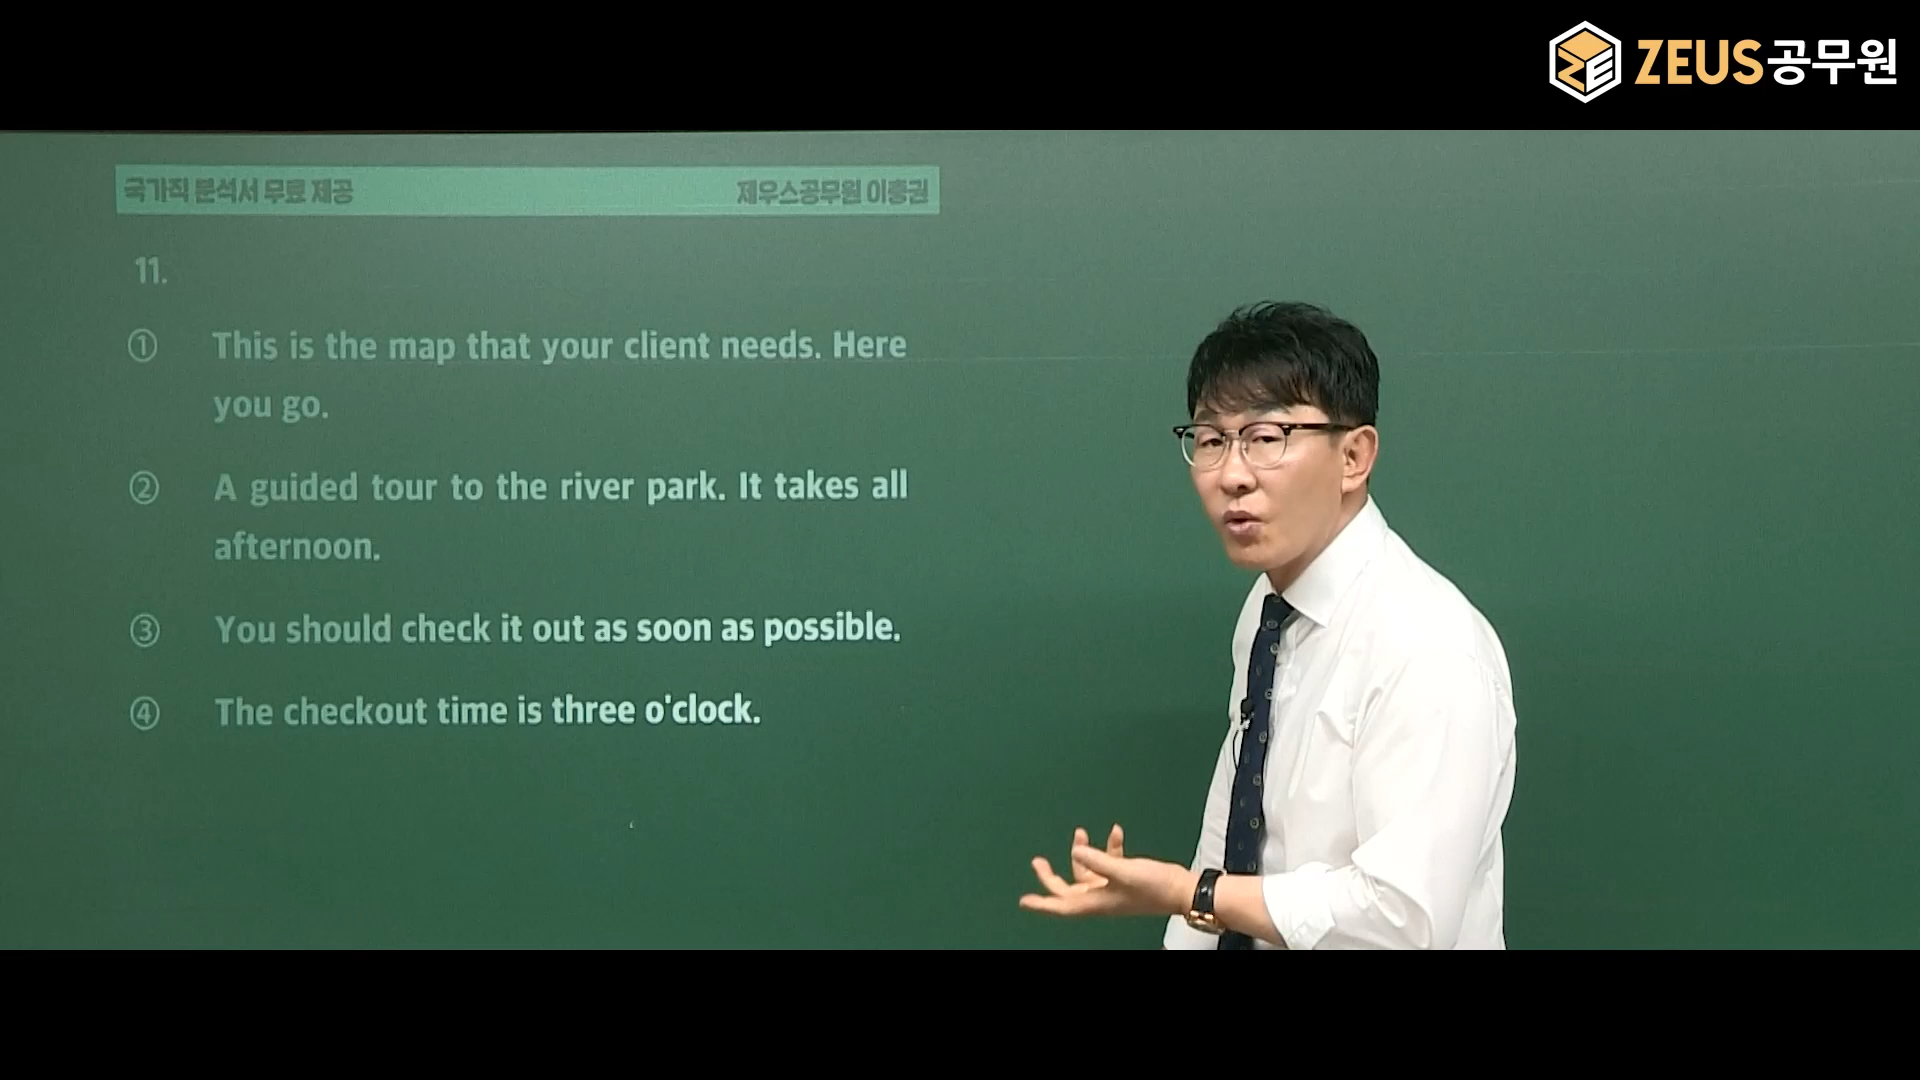 ZEUS공무원
국가직 분석서 무료 제공 제우스공무원 이충권
11.
① This is the map that your client needs. Here
you go.
② A guided tour to the river park. It takes all
afternoon.
③ You should check it out as soon as possible.
④ The checkout time is three o'clock.